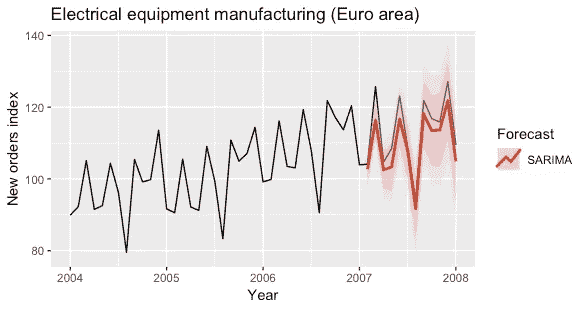 Electrical equipment manufacturing (Euro area)
140
120
100
80
New orders index
2004
2005
2006
2007
2008
Year
Forecast
SARIMA